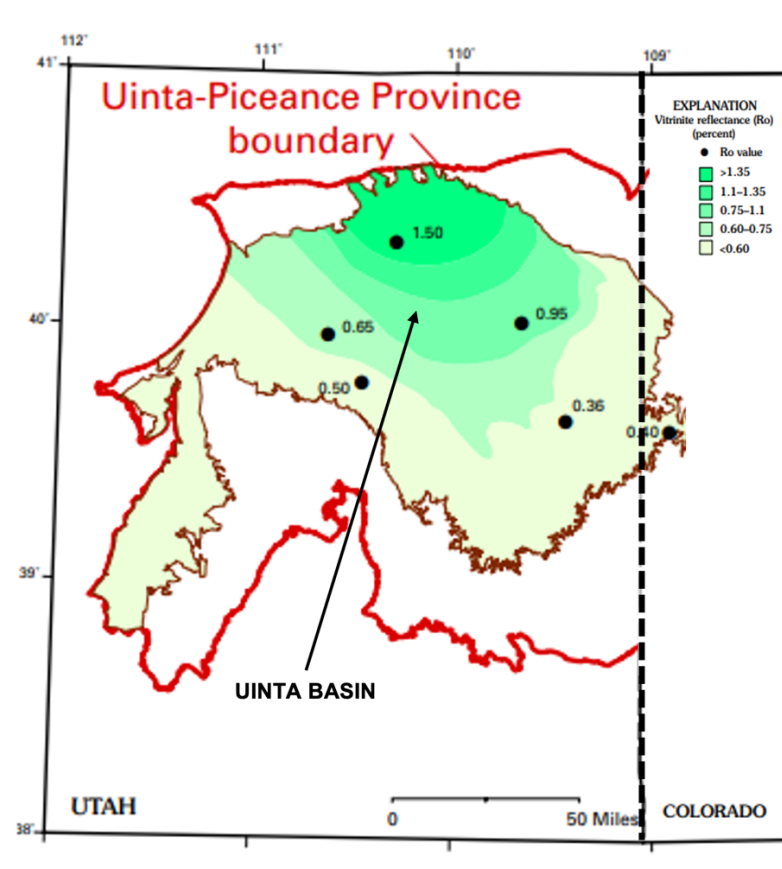 112°
111°
110°
109°
41°
Uinta-Piceance Province
boundary
EXPLANATION
Vitrinite reflectance (Ro)
(percent)
Ro value
>1.35
1.1–1.35
0.75–1.1
0.60–0.75
<0.60
1.50
40°
0.95
0.65
0.50
0.36
0.40
39°
UINTA BASIN
UTAH
0
50 Miles
COLORADO
38°